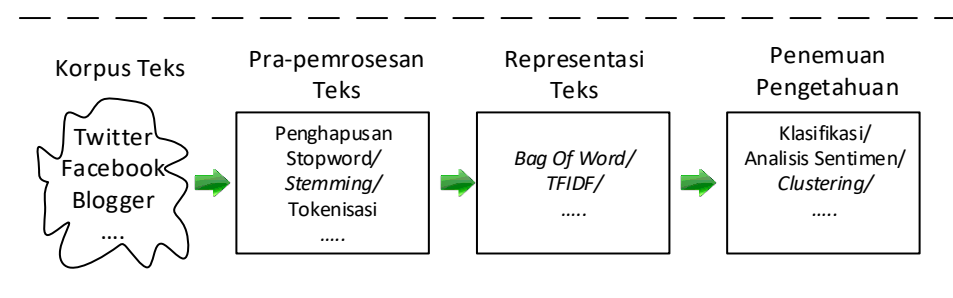 Korpus Teks
Twitter
Facebook
Blogger
....
Pra-pemrosesan
Teks
Penghapusan
Stopword/
Stemming/
Tokenisasi
.....
Representasi
Teks
Bag Of Word/
TFIDF/
.....
Penemuan
Pengetahuan
Klasifikasi/
Analisis Sentimen/
Clustering/
.....